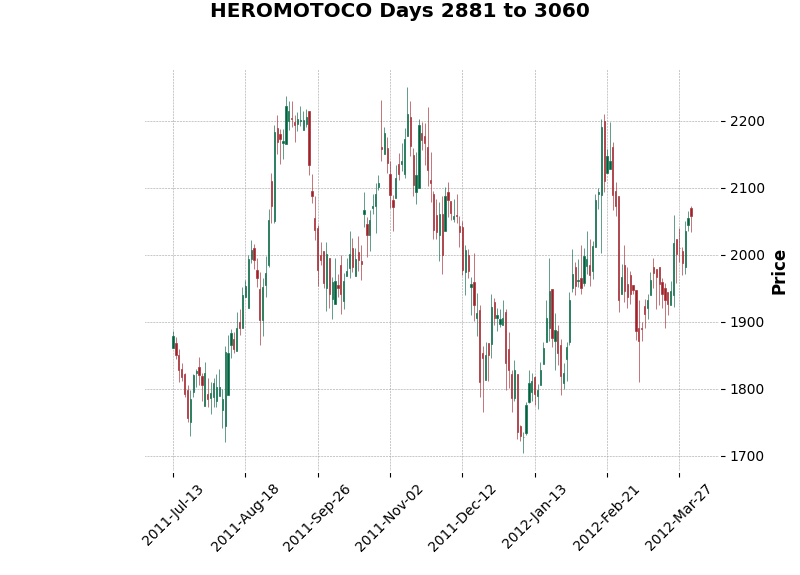 HEROMOTOCO Days 2881 to 3060
2200
2100
2000
1900
1800
1700
Price
2011-Jul-13
2011-Aug-18
2011-Sep-26
2011-Nov-02
2011-Dec-12
2012-Jan-13
2012-Feb-21
2012-Mar-27